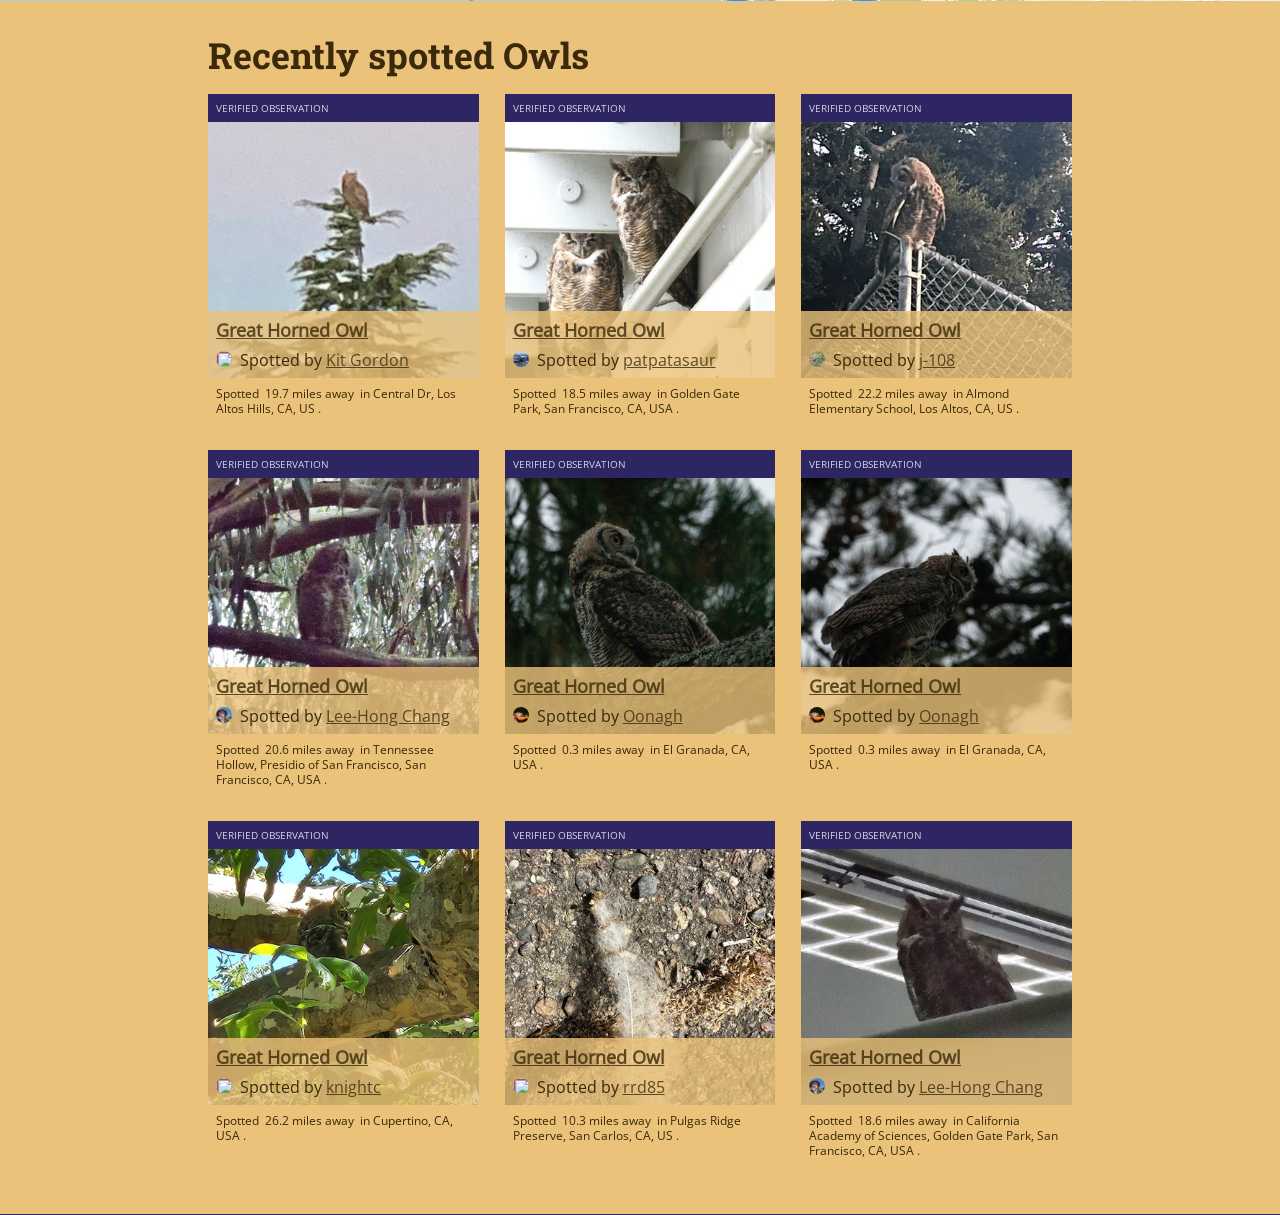 Recently spotted Owls
VERIFIED OBSERVATION
Great Horned Owl
Spotted by Kit Gordon
Spotted 19.7 miles away in Central Dr, Los
Altos Hills, CA, US .
VERIFIED OBSERVATION
Great Horned Owl
Spotted by patpatasaur
Spotted 18.5 miles away in Golden Gate
Park, San Francisco, CA, USA .
VERIFIED OBSERVATION
Great Horned Owl
Spotted by j-108
Spotted 22.2 miles away in Almond
Elementary School, Los Altos, CA, US .
VERIFIED OBSERVATION
Great Horned Owl
Spotted by Lee-Hong Chang
Spotted 20.6 miles away in Tennessee
Hollow, Presidio of San Francisco, San
Francisco, CA, USA .
VERIFIED OBSERVATION
Great Horned Owl
Spotted by Oonagh
Spotted 0.3 miles away in El Granada, CA,
USA .
VERIFIED OBSERVATION
Great Horned Owl
Spotted by Oonagh
Spotted 0.3 miles away in El Granada, CA,
USA .
VERIFIED OBSERVATION
Great Horned Owl
Spotted by knightc
Spotted 26.2 miles away in Cupertino, CA,
USA .
VERIFIED OBSERVATION
Great Horned Owl
Spotted by rrd85
Spotted 10.3 miles away in Pulgas Ridge
Preserve, San Carlos, CA, US .
VERIFIED OBSERVATION
Great Horned Owl
Spotted by Lee-Hong Chang
Spotted 18.6 miles away in California
Academy of Sciences, Golden Gate Park, San
Francisco, CA, USA .